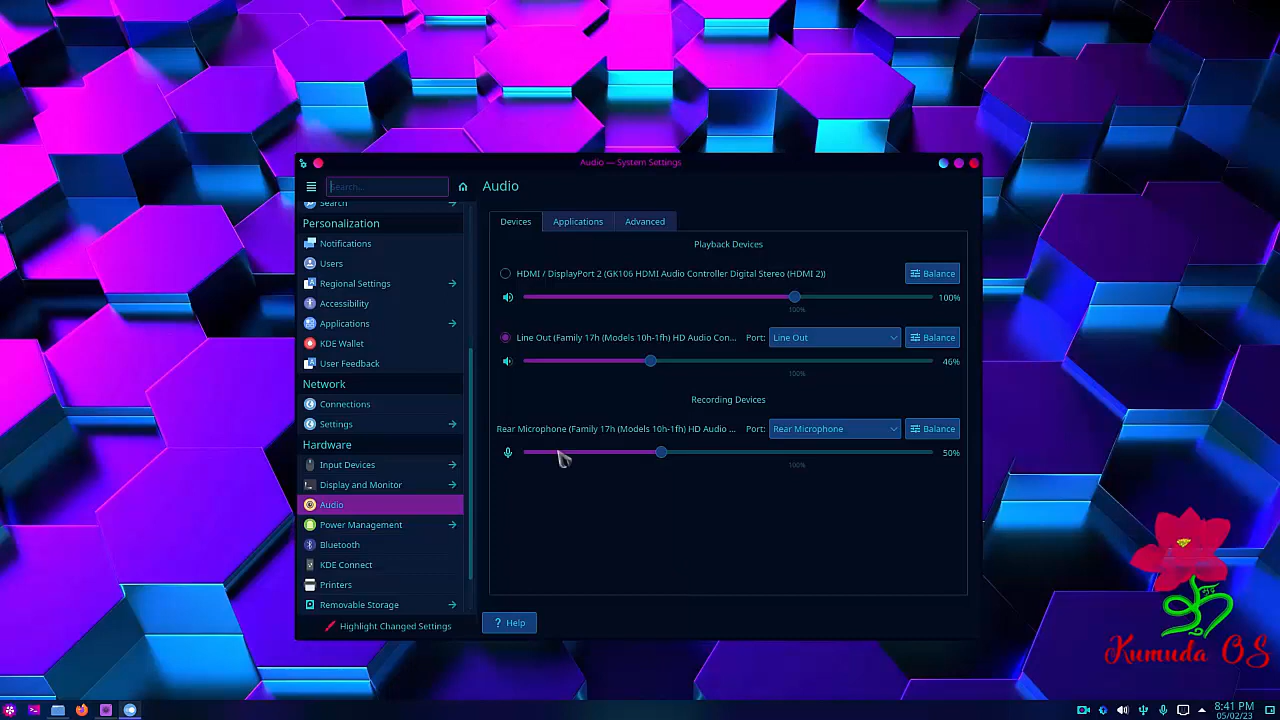 Audio — System Settings
Search...
Audio
Search
Personalization
Notifications
Users
Regional Settings
Accessibility
Applications
KDE Wallet
User Feedback
Network
Connections
Settings
Hardware
Input Devices
Display and Monitor
Audio
Power Management
Bluetooth
KDE Connect
Printers
Removable Storage
Highlight Changed Settings
Devices Applications Advanced
Playback Devices
HDMI / DisplayPort 2 (GK106 HDMI Audio Controller Digital Stereo (HDMI 2)) Balance
100%
100%
Line Out (Family 17h (Models 10h-1fh) HD Audio Con... Port: Line Out Balance
46%
100%
Recording Devices
Rear Microphone (Family 17h (Models 10h-1fh) HD Audio ... Port: Rear Microphone Balance
50%
100%
? Help
Kumuda OS
8:41 PM
05/02/23